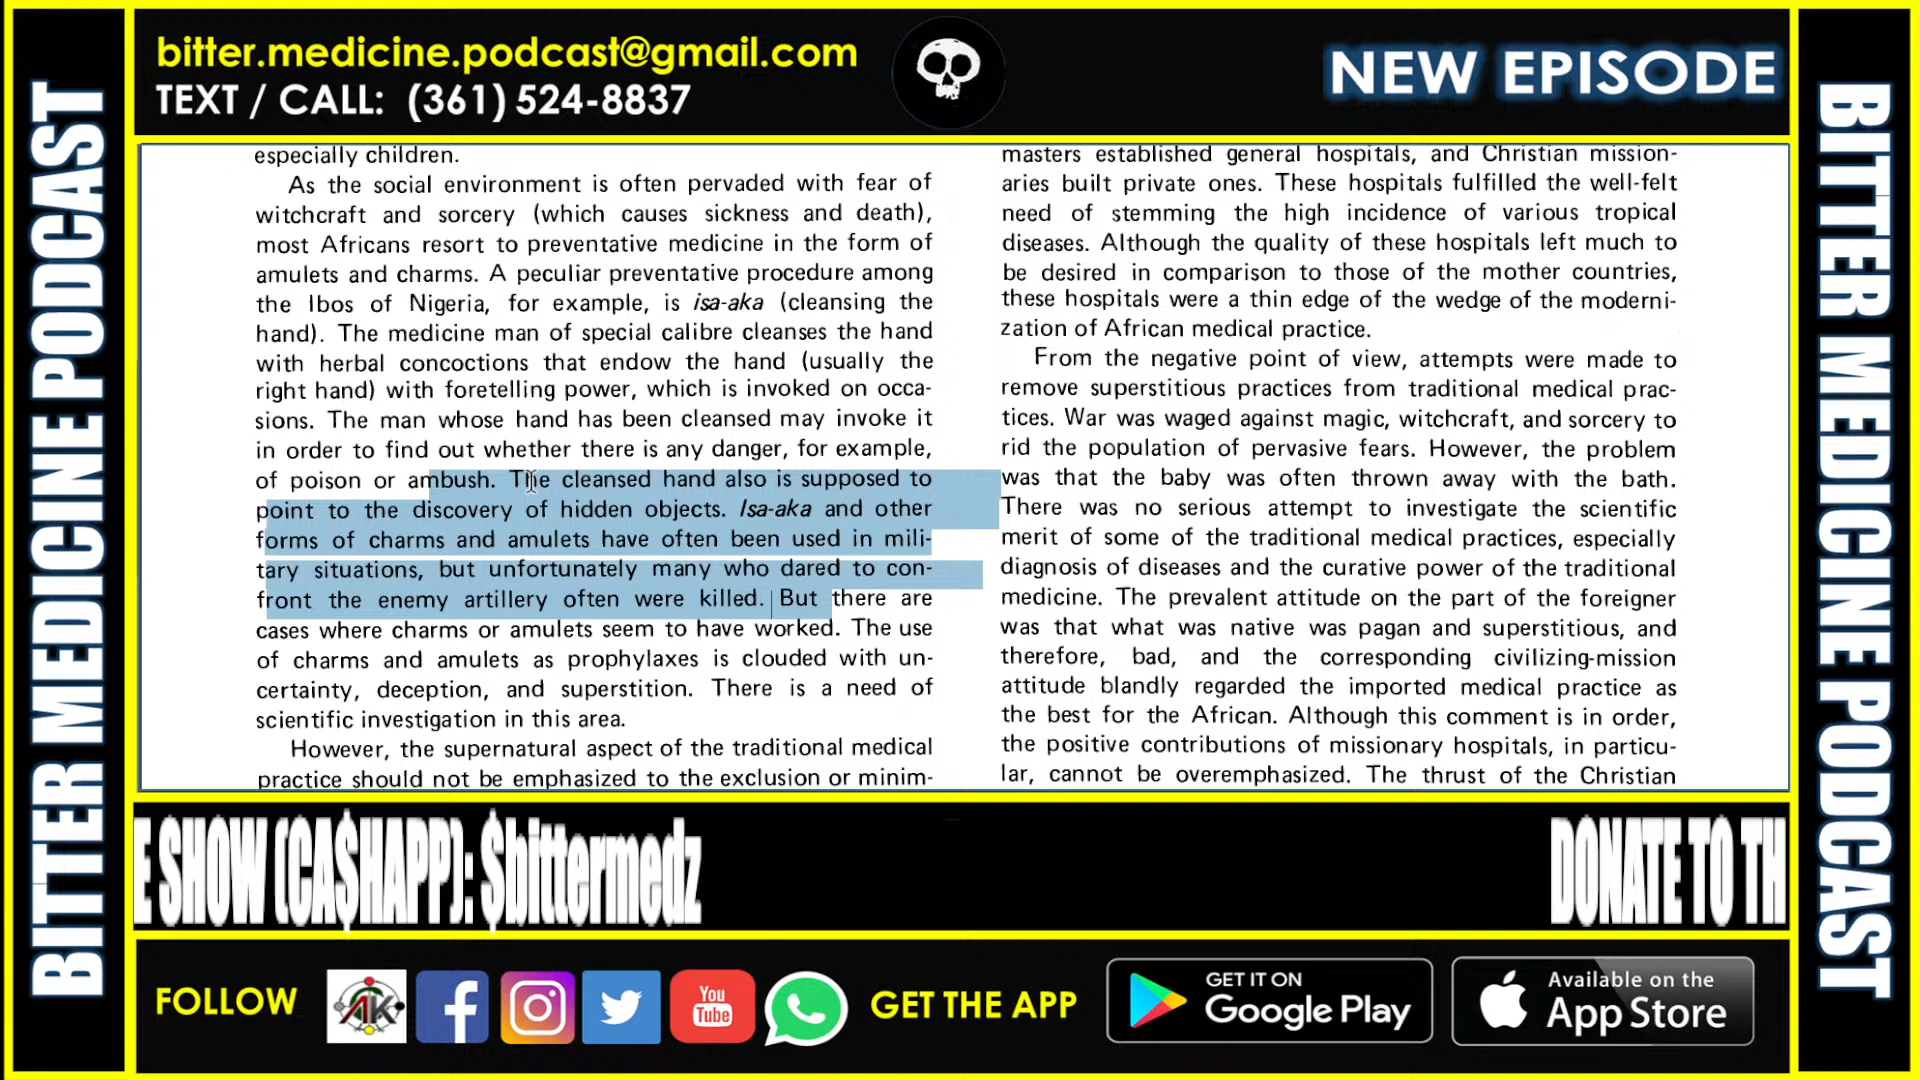 bitter.medicine.podcast@gmail.com
TEXT / CALL: (361) 524-8837
NEW EPISODE
BITTER MEDICINE PODCAST
especially children.
As the social environment is often pervaded with fear of
witchcraft and sorcery (which causes sickness and death),
most Africans resort to preventative medicine in the form of
amulets and charms. A peculiar preventative procedure among
the Ibos of Nigeria, for example, is isa-aka (cleansing the
hand). The medicine man of special calibre cleanses the hand
with herbal concoctions that endow the hand (usually the
right hand) with foretelling power, which is invoked on occa-
sions. The man whose hand has been cleansed may invoke it
in order to find out whether there is any danger, for example,
of poison or ambush. The cleansed hand also is supposed to
point to the discovery of hidden objects. Isa-aka and other
forms of charms and amulets have often been used in mili-
tary situations, but unfortunately many who dared to con-
front the enemy artillery often were killed. But there are
cases where charms or amulets seem to have worked. The use
of charms and amulets as prophylaxes is clouded with un-
certainty, deception, and superstition. There is a need of
scientific investigation in this area.
However, the supernatural aspect of the traditional medical
practice should not be emphasized to the exclusion or minim-
masters established general hospitals, and Christian mission-
aries built private ones. These hospitals fulfilled the well-felt
need of stemming the high incidence of various tropical
diseases. Although the quality of these hospitals left much to
be desired in comparison to those of the mother countries,
these hospitals were a thin edge of the wedge of the moderni-
zation of African medical practice.
From the negative point of view, attempts were made to
remove superstitious practices from traditional medical prac-
tices. War was waged against magic, witchcraft, and sorcery to
rid the population of pervasive fears. However, the problem
was that the baby was often thrown away with the bath.
There was no serious attempt to investigate the scientific
merit of some of the traditional medical practices, especially
diagnosis of diseases and the curative power of the traditional
medicine. The prevalent attitude on the part of the foreigner
was that what was native was pagan and superstitious, and
therefore, bad, and the corresponding civilizing-mission
attitude blandly regarded the imported medical practice as
the best for the African. Although this comment is in order,
the positive contributions of missionary hospitals, in particu-
lar, cannot be overemphasized. The thrust of the Christian
BITTER MEDICINE PODCAST
E SHOW (CA$HAPP): $bittermedz
DONATE TO TH
FOLLOW
AK
You
Tube
GET THE APP
GET IT ON
Google Play
Available on the
App Store